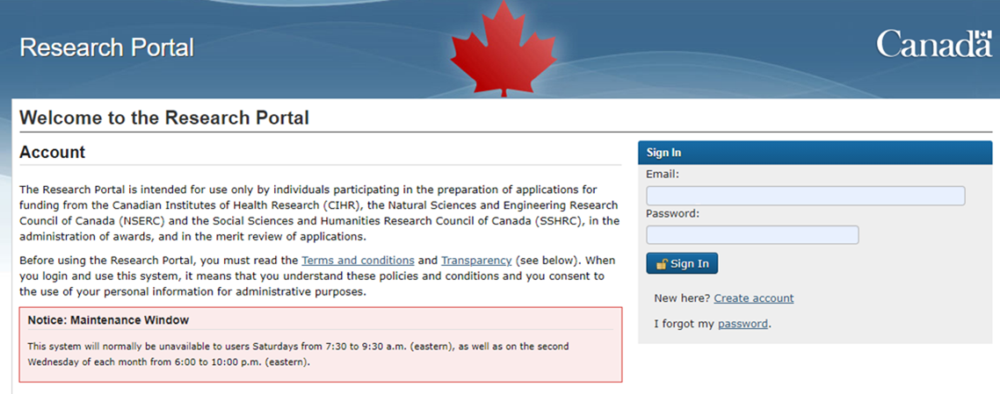 Research Portal
Canada
Welcome to the Research Portal
Account
The Research Portal is intended for use only by individuals participating in the preparation of applications for
funding from the Canadian Institutes of Health Research (CIHR), the Natural Sciences and Engineering Research
Council of Canada (NSERC) and the Social Sciences and Humanities Research Council of Canada (SSHRC), in the
administration of awards, and in the merit review of applications.
Before using the Research Portal, you must read the Terms and conditions and Transparency (see below). When
you login and use this system, it means that you understand these policies and conditions and you consent to
the use of your personal information for administrative purposes.
Notice: Maintenance Window
This system will normally be unavailable to users Saturdays from 7:30 to 9:30 a.m. (eastern), as well as on the second
Wednesday of each month from 6:00 to 10:00 p.m. (eastern).
Sign In
Email:
Password:
Sign In
New here? Create account
I forgot my password.